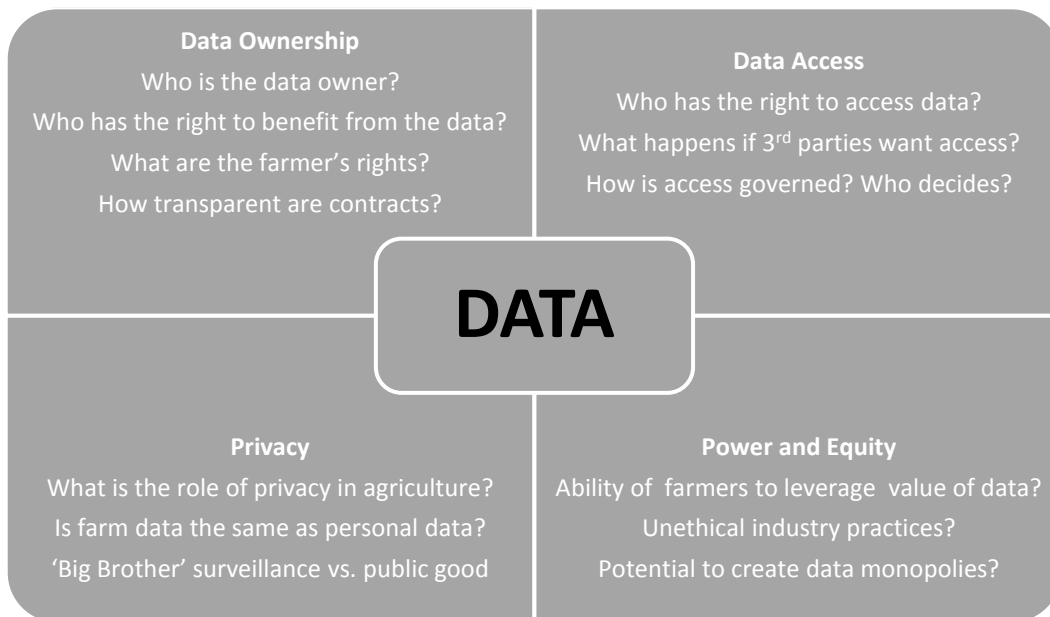 Data Ownership
Who is the data owner?
Who has the right to benefit from the data?
What are the farmer’s rights?
How transparent are contracts?
Data Access
Who has the right to access data?
What happens if 3rd parties want access?
How is access governed? Who decides?
DATA
Privacy
What is the role of privacy in agriculture?
Is farm data the same as personal data?
‘Big Brother’ surveillance vs. public good
Power and Equity
Ability of farmers to leverage value of data?
Unethical industry practices?
Potential to create data monopolies?